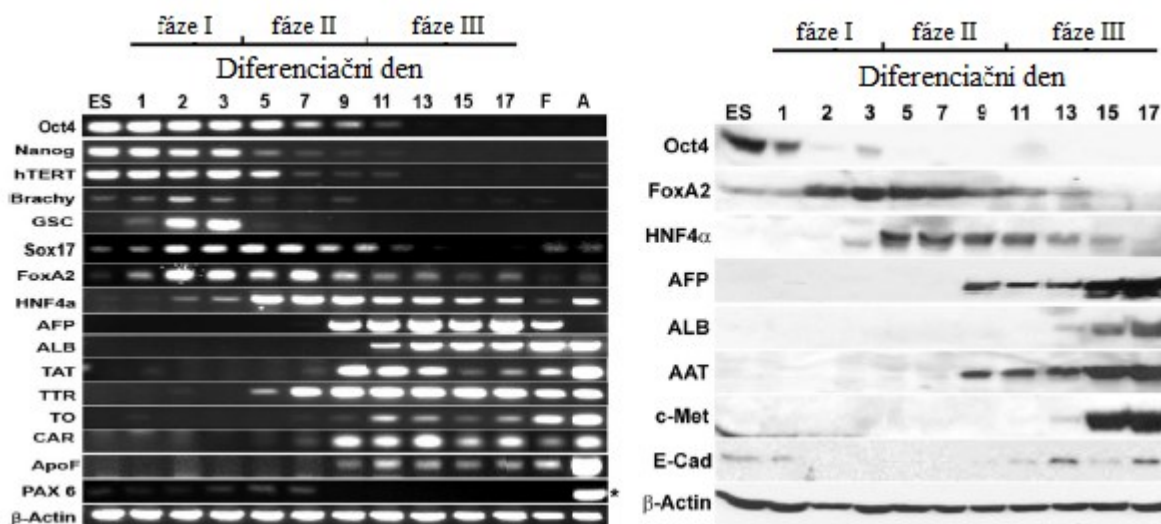 fáze I fáze II fáze III
Diferenciační den
ES 1 2 3 5 7 9 11 13 15 17 F A
Oct4
Nanog
hTERT
Brachy
GSC
Sox17
FoxA2
HNF4a
AFP
ALB
TAT
TTR
TO
CAR
ApoF
PAX 6 *
β-Actin
fáze I fáze II fáze III
Diferenciační den
ES 1 2 3 5 7 9 11 13 15 17
Oct4
FoxA2
HNF4α
AFP
ALB
AAT
c-Met
E-Cad
β-Actin